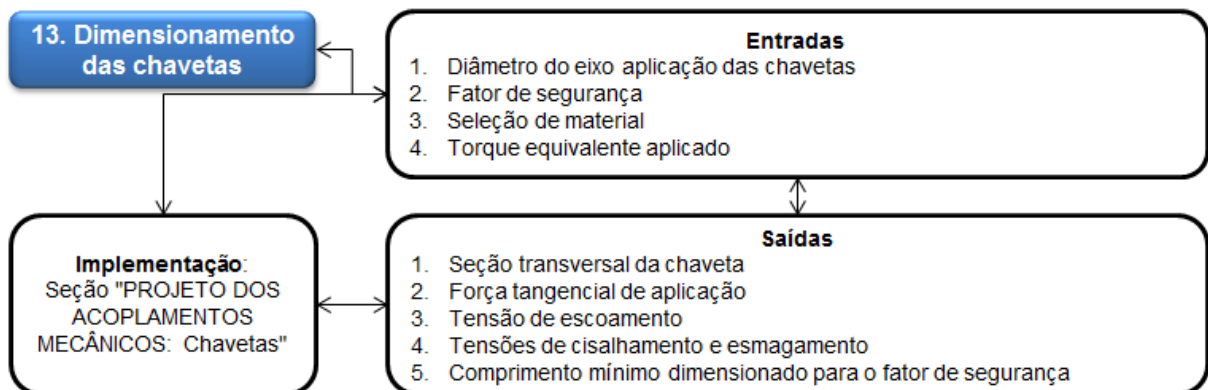 13. Dimensionamento
das chavetas
Entradas
1. Diâmetro do eixo aplicação das chavetas
2. Fator de segurança
3. Seleção de material
4. Torque equivalente aplicado
Implementação:
Seção "PROJETO DOS
ACOPLAMENTOS
MECÂNICOS: Chavetas"
Saídas
1. Seção transversal da chaveta
2. Força tangencial de aplicação
3. Tensão de escoamento
4. Tensões de cisalhamento e esmagamento
5. Comprimento mínimo dimensionado para o fator de segurança